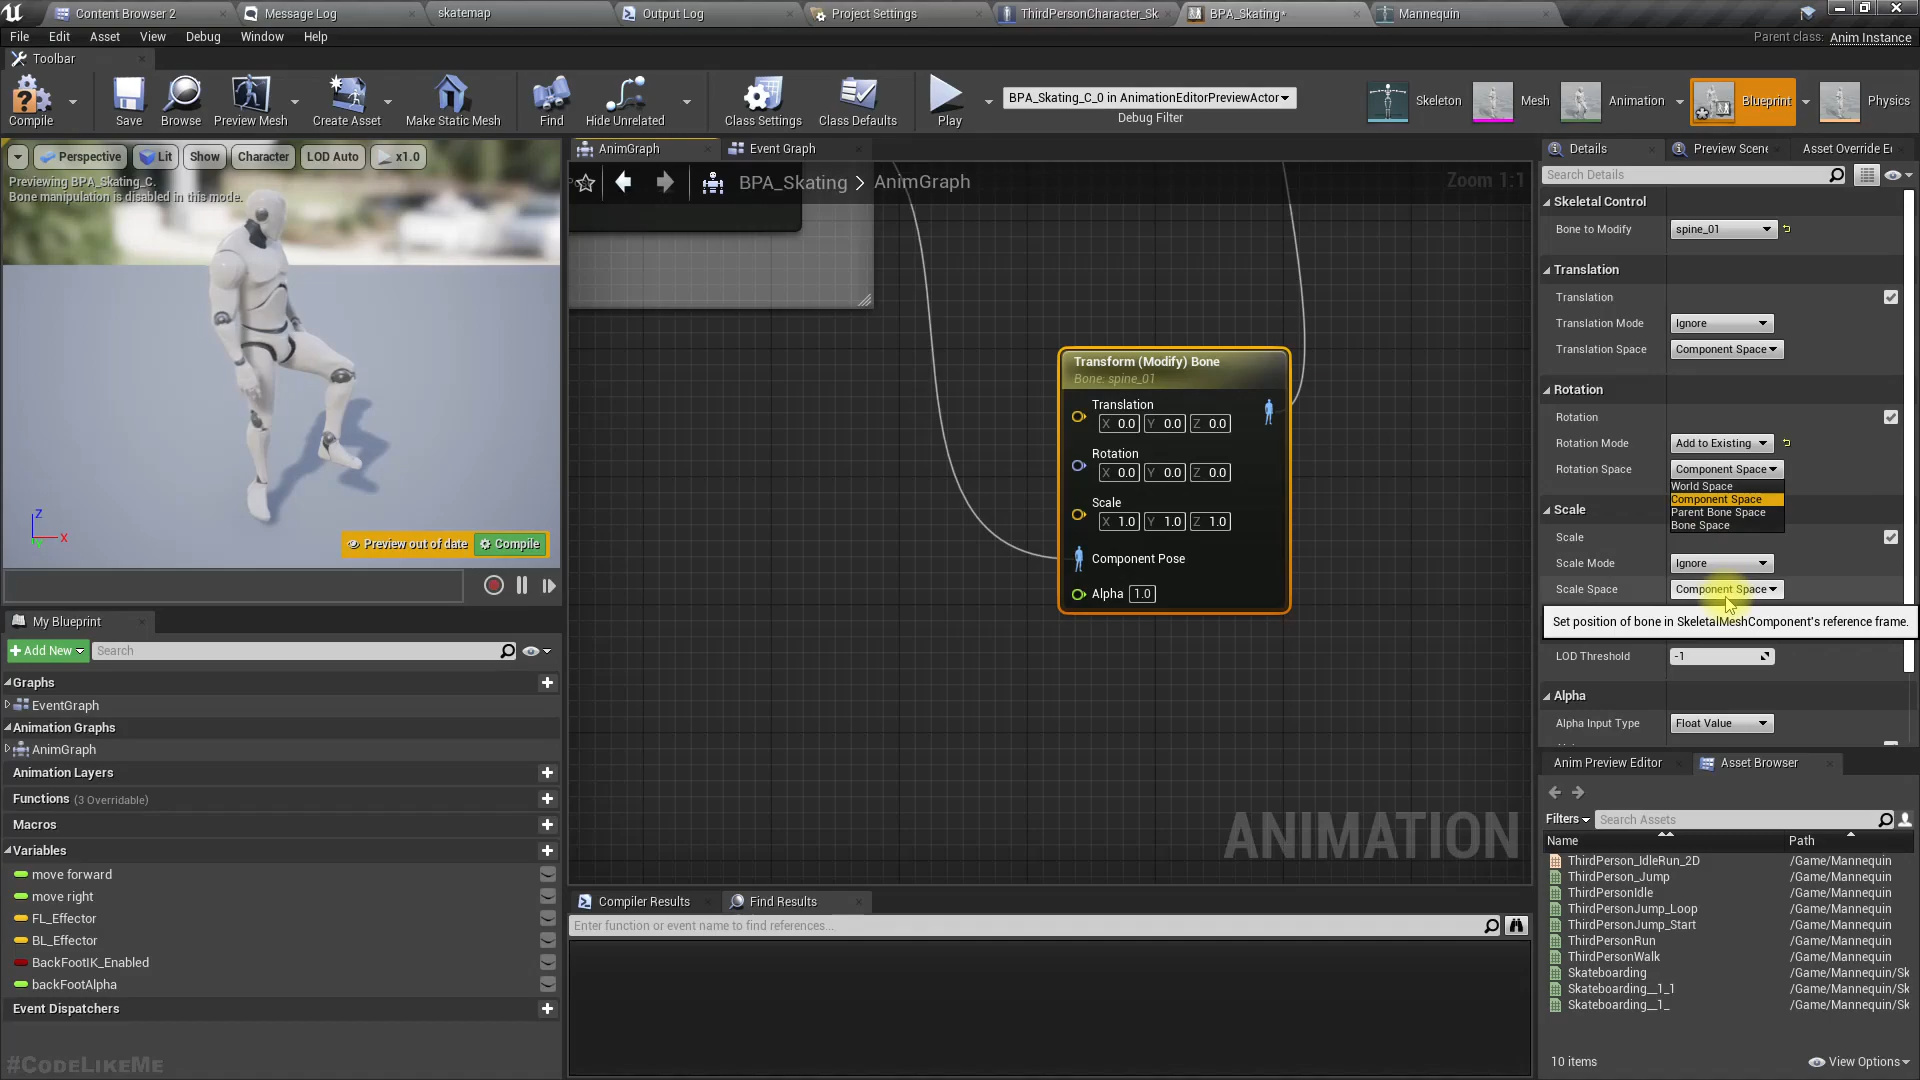 Content Browser 2
Message Log
skatemap
Output Log
Project Settings
ThirdPersonCharacter_Sk
BPA_Skating*
Mannequin
File
Edit
Asset
View
Debug
Window
Help
Parent class: Anim Instance
Toolbar
Compile
Save
Browse
Preview Mesh
Create Asset
Make Static Mesh
Find
Hide Unrelated
Class Settings
Class Defaults
Play
BPA_Skating_C_0 in AnimationEditorPreviewActor
Debug Filter
Skeleton
Mesh
Animation
Blueprint
Physics
Perspective
Lit
Show
Character
LOD Auto
x1.0
Previewing BPA_Skating_C.
Bone manipulation is disabled in this mode.
Z
X
Preview out of date
Compile
AnimGraph
Event Graph
BPA_Skating > AnimGraph
Zoom 1:1
Transform (Modify) Bone
Bone: spine_01
Translation
X 0.0 Y 0.0 Z 0.0
Rotation
X 0.0 Y 0.0 Z 0.0
Scale
X 1.0 Y 1.0 Z 1.0
Component Pose
Alpha 1.0
ANIMATION
Details
Preview Scene
Asset Override E
Search Details
Skeletal Control
Bone to Modify
spine_01
Translation
Translation
Translation Mode
Ignore
Translation Space
Component Space
Rotation
Rotation
Rotation Mode
Add to Existing
Rotation Space
Component Space
World Space
Component Space
Parent Bone Space
Bone Space
Scale
Scale
Scale Mode
Ignore
Scale Space
Component Space
Set position of bone in SkeletalMeshComponent's reference frame.
LOD Threshold
-1
Alpha
Alpha Input Type
Float Value
My Blueprint
Add New
Search
Graphs
EventGraph
Animation Graphs
AnimGraph
Animation Layers
Functions (3 Overridable)
Macros
Variables
move forward
move right
FL_Effector
BL_Effector
BackFootIK_Enabled
backFootAlpha
Event Dispatchers
#CodeLikeMe
Compiler Results
Find Results
Enter function or event name to find references...
Anim Preview Editor
Asset Browser
Filters
Search Assets
Name
Path
ThirdPerson_IdleRun_2D /Game/Mannequin
ThirdPerson_Jump /Game/Mannequin
ThirdPersonIdle /Game/Mannequin
ThirdPersonJump_Loop /Game/Mannequin
ThirdPersonJump_Start /Game/Mannequin
ThirdPersonRun /Game/Mannequin
ThirdPersonWalk /Game/Mannequin
Skateboarding /Game/Mannequin/Sk
Skateboarding__1_1 /Game/Mannequin/Sk
Skateboarding__1_ /Game/Mannequin/Sk
10 items
View Options